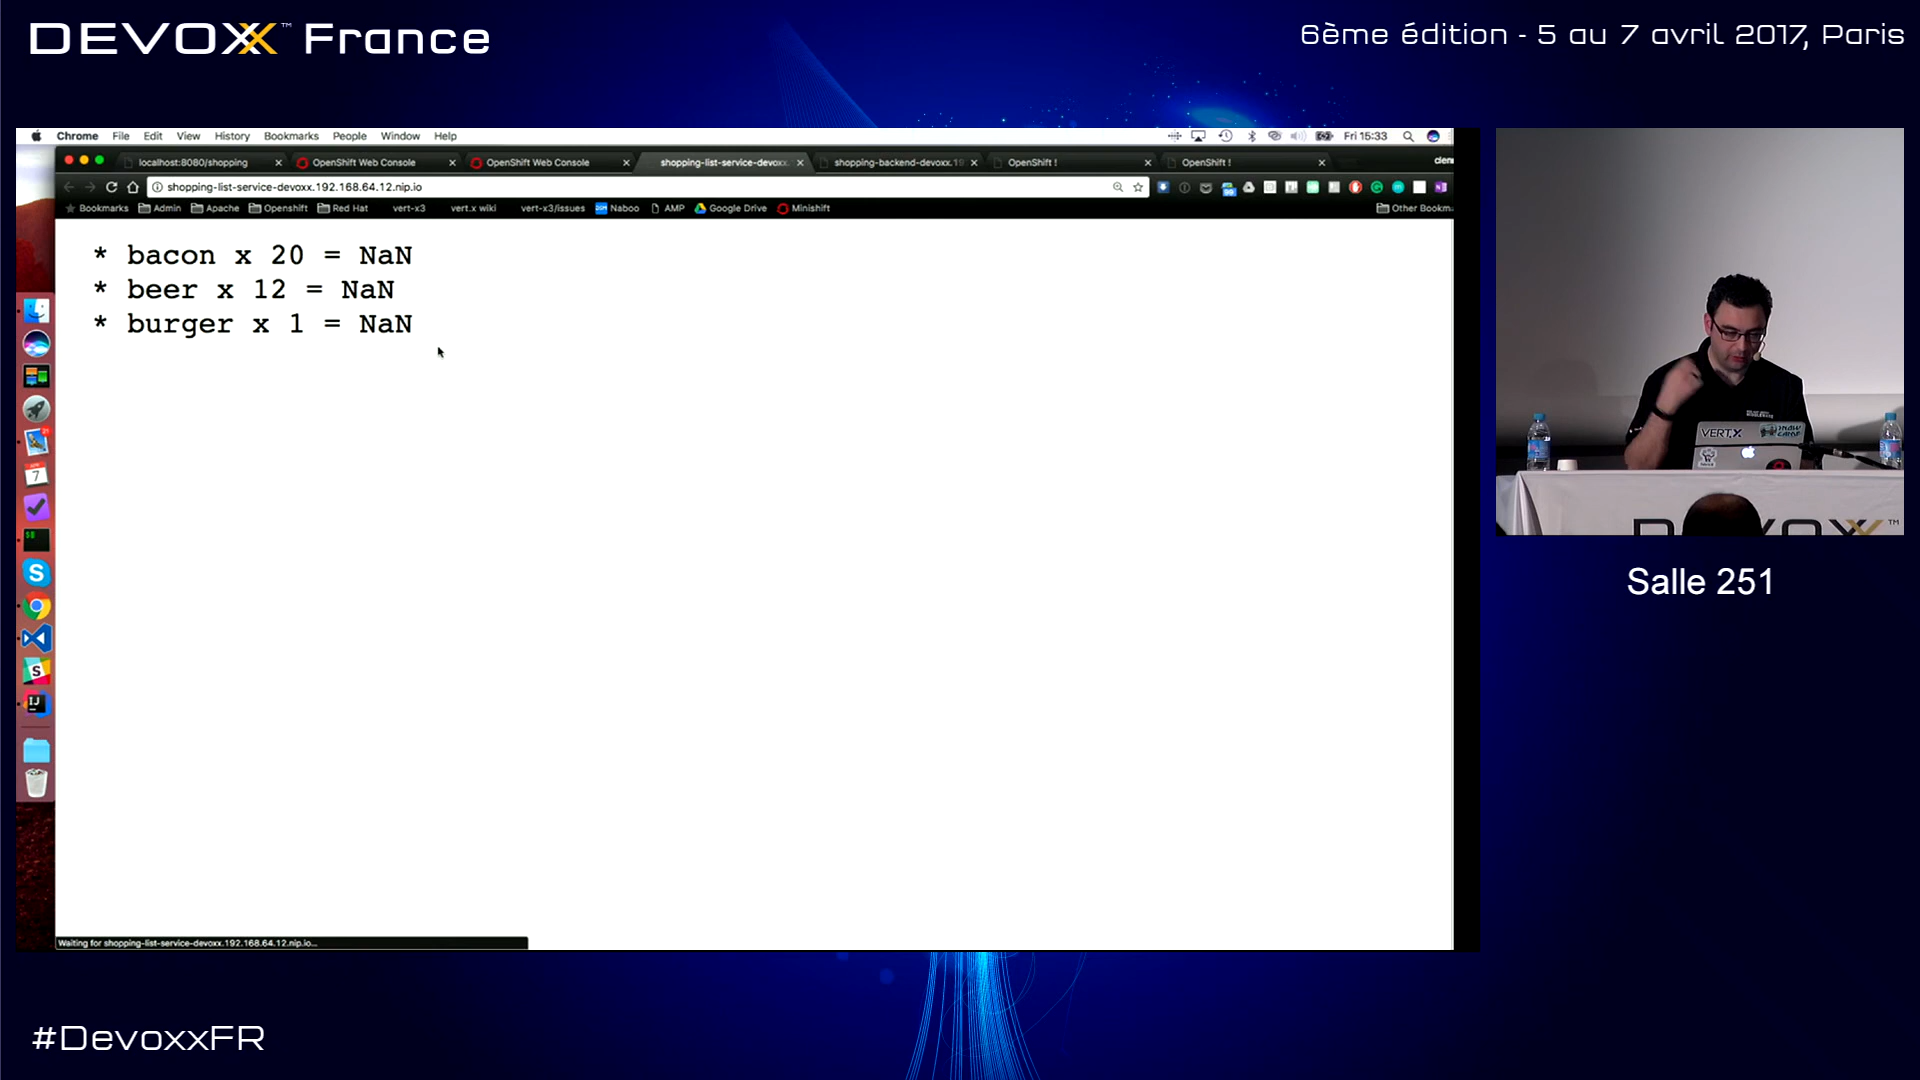 DEVOXX™ France
6ème édition - 5 au 7 avril 2017, Paris
Chrome File Edit View History Bookmarks People Window Help
Fri 15:33
localhost:8080/shopping
OpenShift Web Console
OpenShift Web Console
shopping-list-service-devoxx.
shopping-backend-devoxx.19
OpenShift !
OpenShift !
shopping-list-service-devoxx.192.168.64.12.nip.io
Bookmarks Admin Apache Openshift Red Hat vert-x3 vert.x wiki vert-x3/issues Naboo AMP Google Drive Minishift Other Bookm
* bacon x 20 = NaN
* beer x 12 = NaN
* burger x 1 = NaN
Waiting for shopping-list-service-devoxx.192.168.64.12.nip.io...
VERT.X
Salle 251
#DevoxxFR